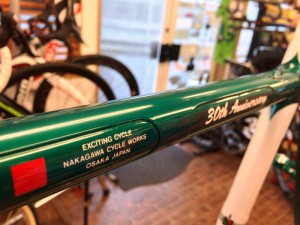 EXCITING CYCLE
NAKAGAWA CYCLE WORKS
OSAKA JAPAN
30th Anniversary